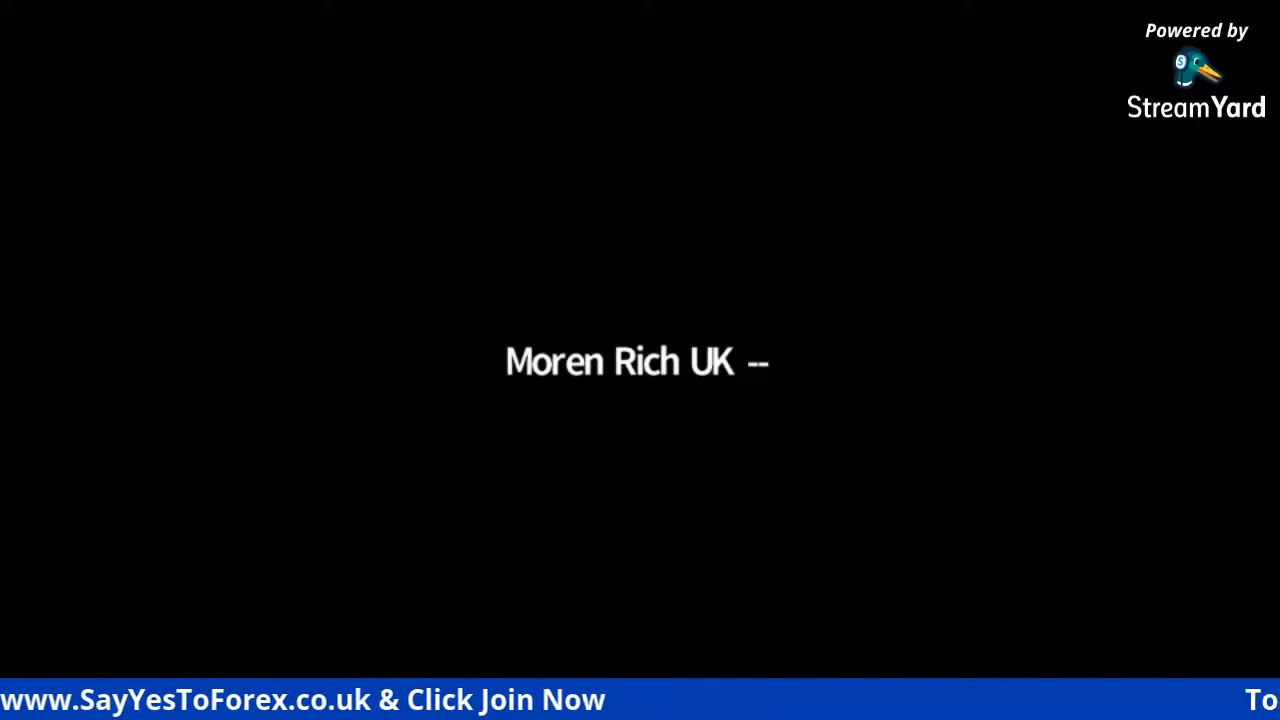 Powered by
S
StreamYard
Moren Rich UK --
www.SayYesToForex.co.uk & Click Join Now
To